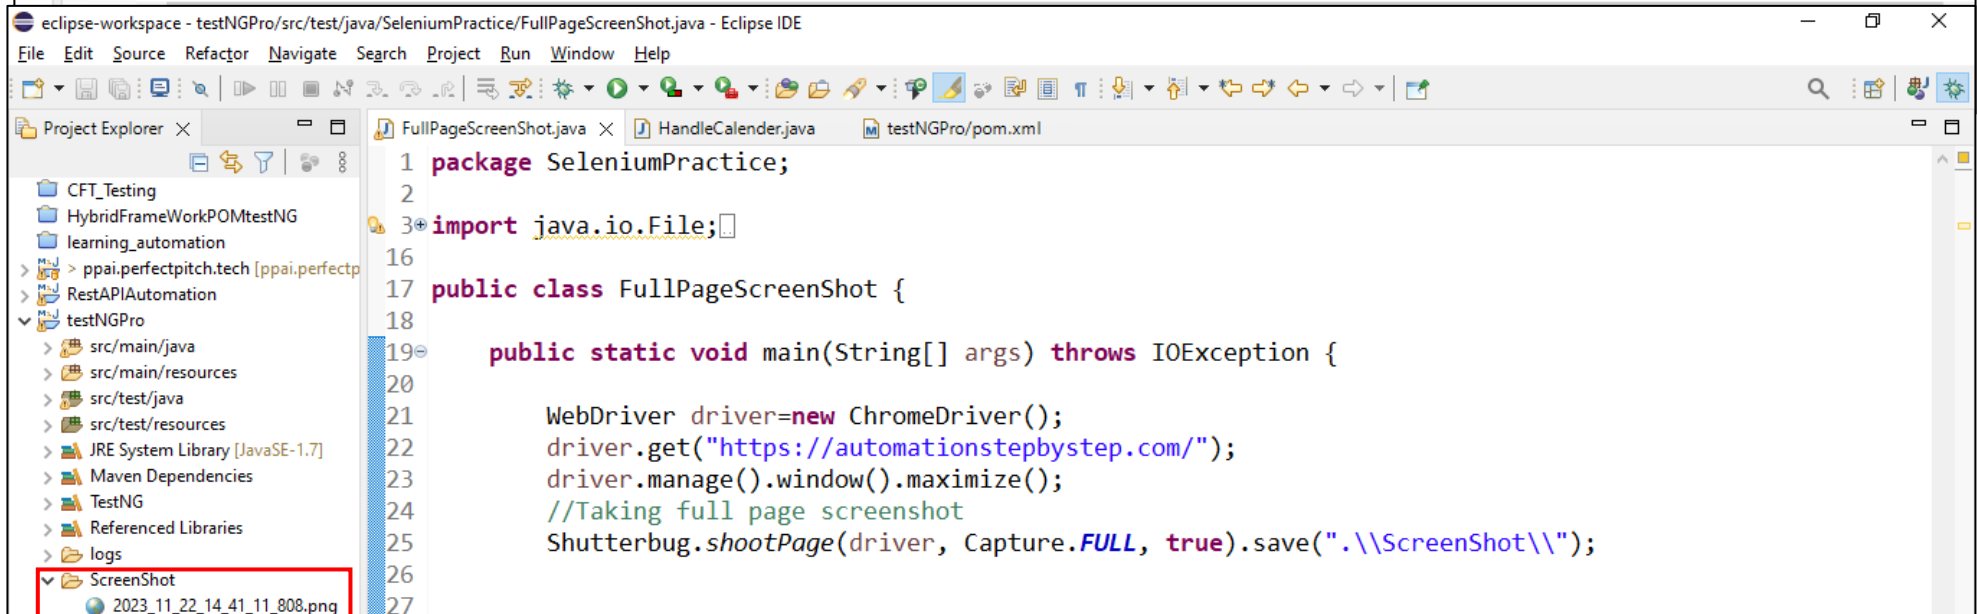 eclipse-workspace - testNGPro/src/test/java/SeleniumPractice/FullPageScreenShot.java - Eclipse IDE
File Edit Source Refactor Navigate Search Project Run Window Help
Project Explorer
FullPageScreenShot.java
HandleCalender.java
testNGPro/pom.xml
CFT_Testing
HybridFrameWorkPOMtestNG
learning_automation
> ppai.perfectpitch.tech [ppai.perfectp
RestAPIAutomation
testNGPro
src/main/java
src/main/resources
src/test/java
src/test/resources
JRE System Library [JavaSE-1.7]
Maven Dependencies
TestNG
Referenced Libraries
logs
ScreenShot
2023_11_22_14_41_11_808.png
1 package SeleniumPractice;
2
3 import java.io.File;
16
17 public class FullPageScreenShot {
18
19 public static void main(String[] args) throws IOException {
20
21 WebDriver driver=new ChromeDriver();
22 driver.get("https://automationstepbystep.com/");
23 driver.manage().window().maximize();
24 //Taking full page screenshot
25 Shutterbug.shootPage(driver, Capture.FULL, true).save(".\\ScreenShot\\");
26
27